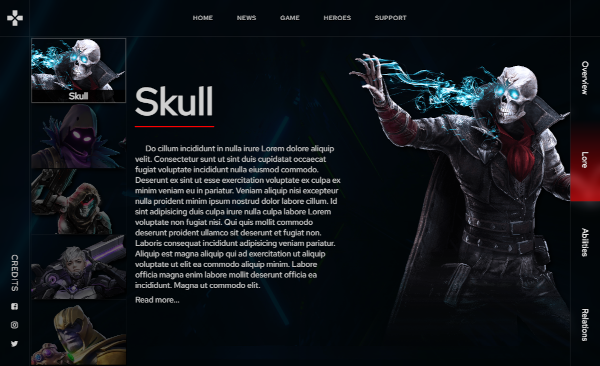 HOME NEWS GAME HEROES SUPPORT
Skull
CREDITS
Skull
Do cillum incididunt in nulla irure Lorem dolore aliquip
velit. Consectetur sunt ut sint duis cupidatat occaecat
fugiat voluptate incididunt nulla eiusmod commodo.
Deserunt ex sint ut esse exercitation voluptate ex culpa ex
minim veniam eu in pariatur. Veniam aliquip nisi excepteur
nulla proident minim ipsum nostrud dolor labore cillum. Id
sint adipisicing duis culpa irure nulla culpa labore Lorem
voluptate non fugiat nisi. Qui quis mollit commodo
deserunt proident ullamco sit deserunt et fugiat non.
Laboris consequat incididunt adipisicing veniam pariatur.
Aliquip est magna aliquip qui ad exercitation ut aliquip
voluptate ut elit ea commodo aliquip minim. Labore
officia magna enim labore mollit deserunt officia ea
incididunt. Magna ut commodo elit.
Read more...
Overview
Lore
Abilities
Relations